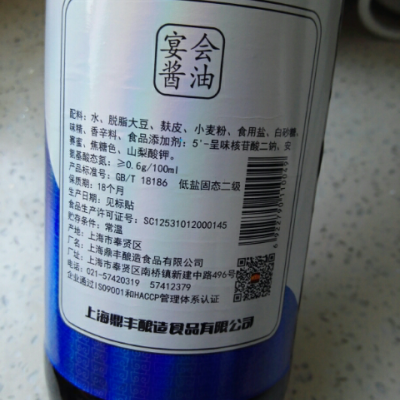 宴会
酱油
配料：水、脱脂大豆、麸皮、小麦粉、食用盐、白砂糖、
味精、香辛料、食品添加剂：5'-呈味核苷酸二钠、安
赛蜜、焦糖色、山梨酸钾。
氨基酸态氮：≥0.6g/100ml
产品标准号：GB/T 18186 低盐固态二级
保质期：18个月
生产日期：见标贴
食品生产许可证号：SC12531012000145
贮存条件：常温
产地：上海市奉贤区
上海鼎丰酿造食品有限公司
地址：上海市奉贤区南桥镇新建中路496号
电话：021-57420319 57412379
企业通过ISO9001和HACCP管理体系认证
上海鼎丰酿造食品有限公司